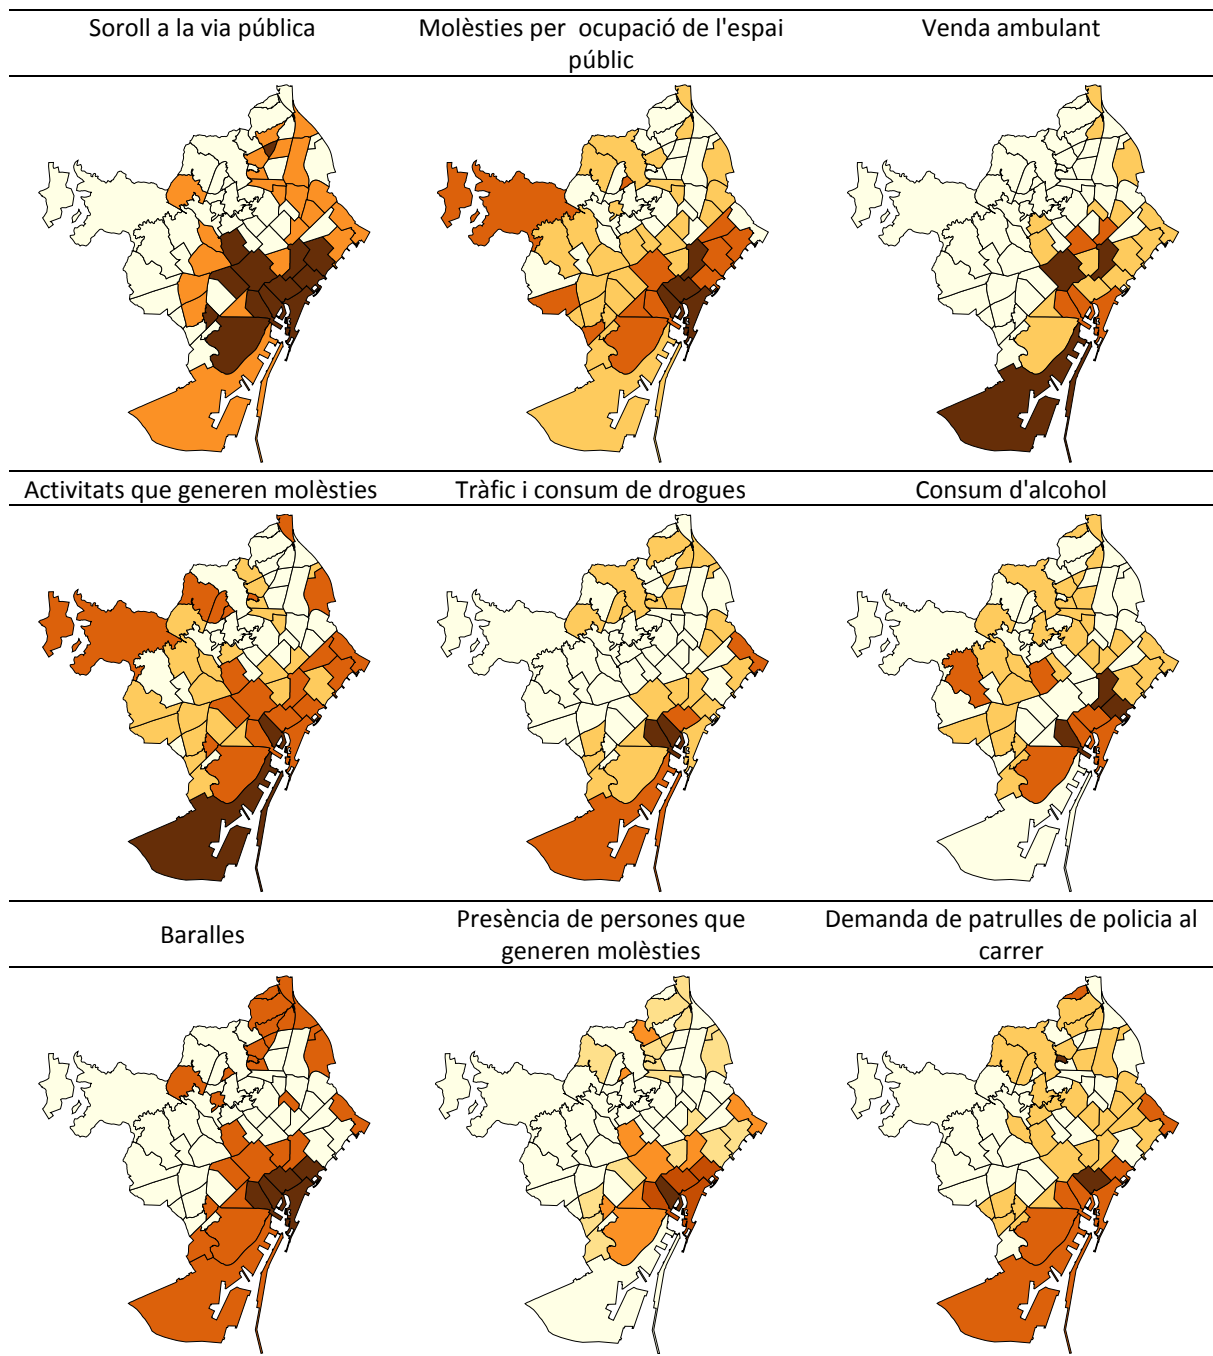 Soroll a la via pública
Molèsties per ocupació de l'espai
públic
Venda ambulant
Activitats que generen molèsties
Tràfic i consum de drogues
Consum d'alcohol
Baralles
Presència de persones que
generen molèsties
Demanda de patrulles de policia al
carrer